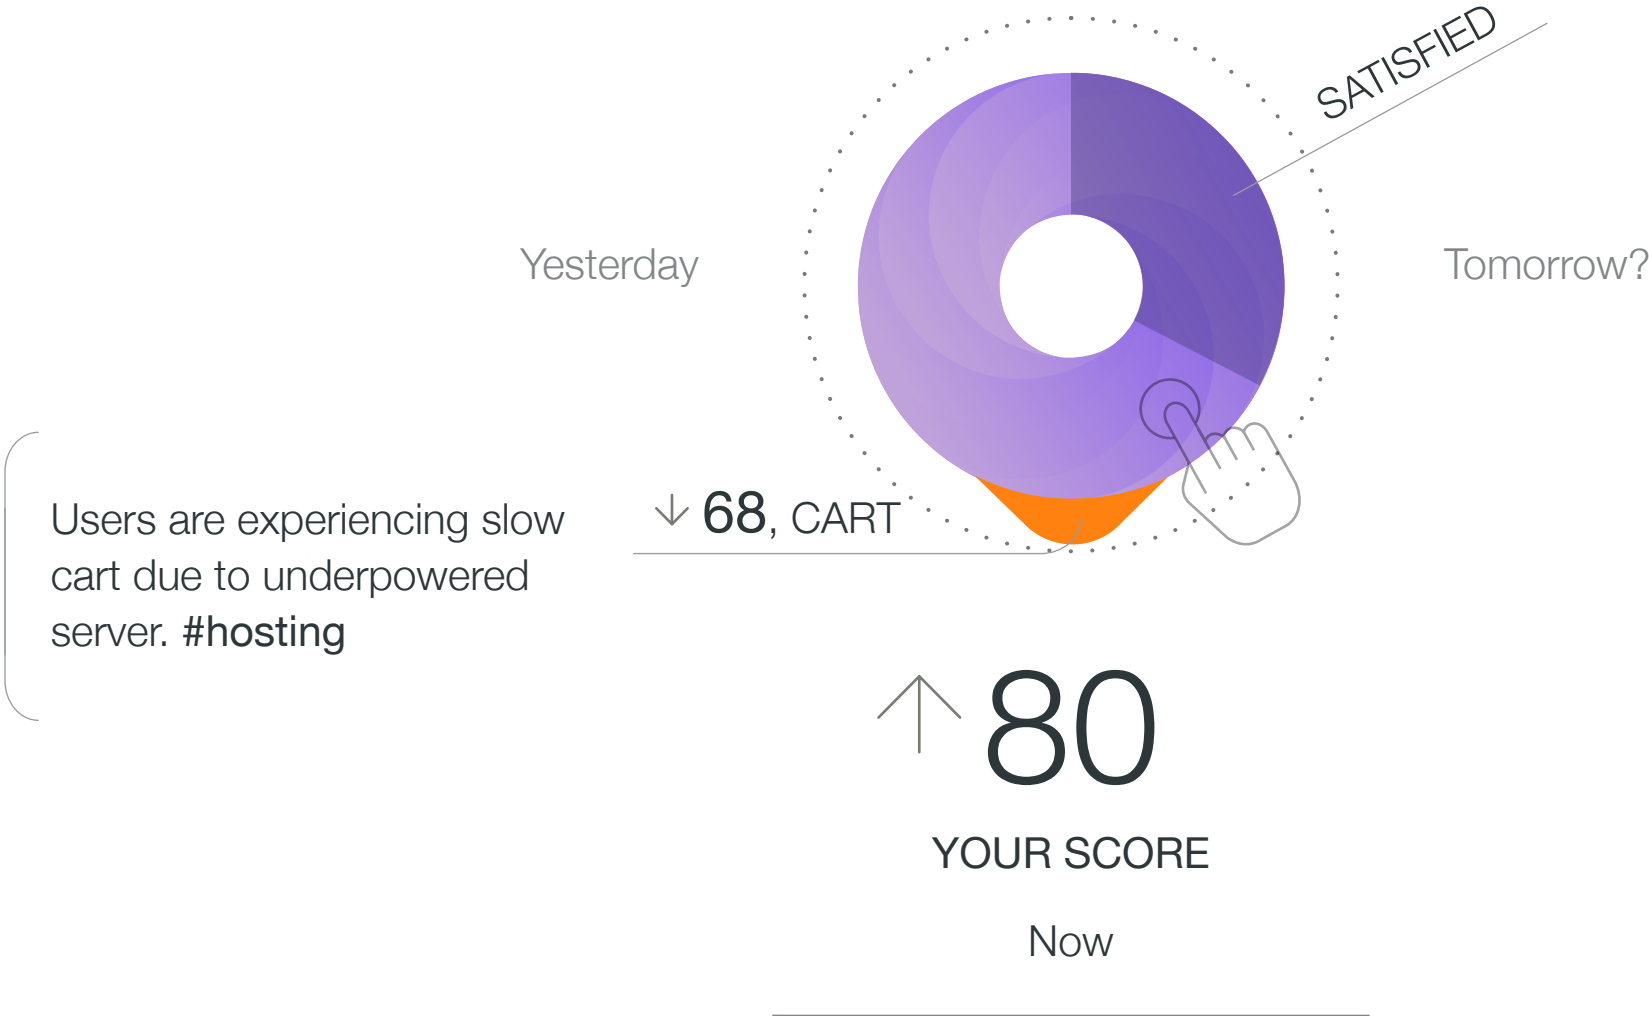 SATISFIED
Yesterday
Tomorrow?
↓ 68, CART
Users are experiencing slow
cart due to underpowered
server. #hosting
↑ 80
YOUR SCORE
Now